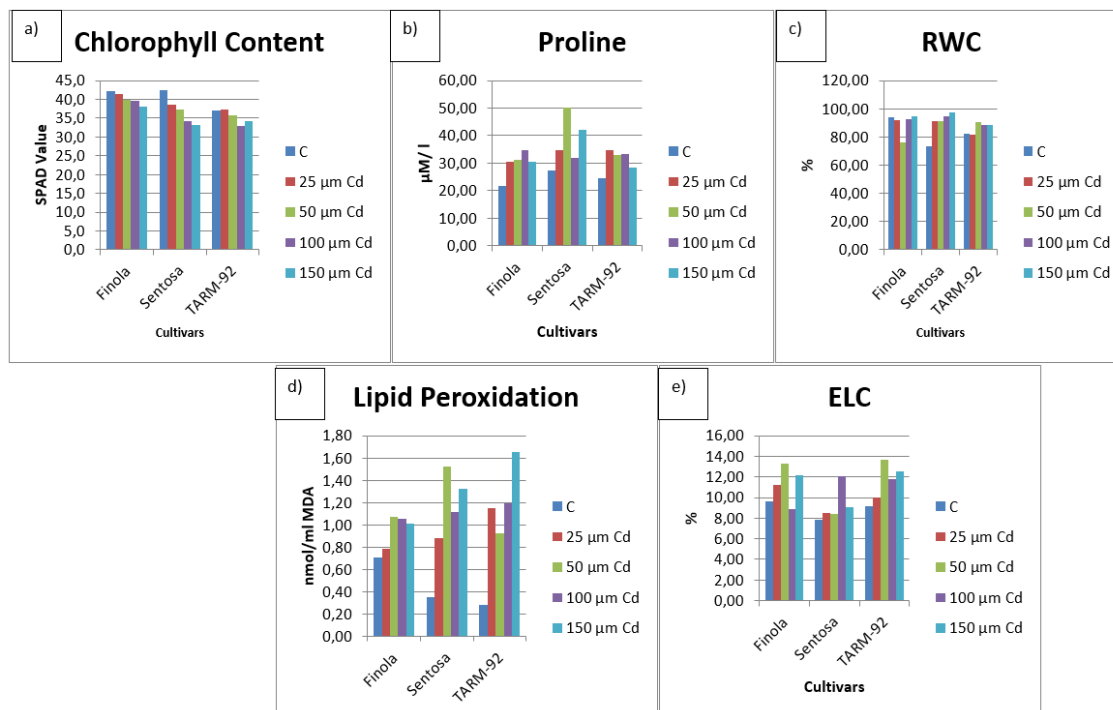 a)
Chlorophyll Content
SPAD Value
45,0
40,0
35,0
30,0
25,0
20,0
15,0
10,0
5,0
0,0
Finola
Sentosa
TARM-92
Cultivars
C
25 µm Cd
50 µm Cd
100 µm Cd
150 µm Cd
b)
Proline
µM/ l
60,00
50,00
40,00
30,00
20,00
10,00
0,00
Finola
Sentosa
TARM-92
Cultivars
C
25 µm Cd
50 µm Cd
100 µm Cd
150 µm Cd
c)
RWC
%
120,00
100,00
80,00
60,00
40,00
20,00
0,00
Finola
Sentosa
TARM-92
Cultivars
C
25 µm Cd
50 µm Cd
100 µm Cd
150 µm Cd
d)
Lipid Peroxidation
nmol/ml MDA
1,80
1,60
1,40
1,20
1,00
0,80
0,60
0,40
0,20
0,00
Finola
Sentosa
TARM-92
C
25 µm Cd
50 µm Cd
100 µm Cd
150 µm Cd
e)
ELC
%
16,00
14,00
12,00
10,00
8,00
6,00
4,00
2,00
0,00
Finola
Sentosa
TARM-92
Cultivars
C
25 µm Cd
50 µm Cd
100 µm Cd
150 µm Cd